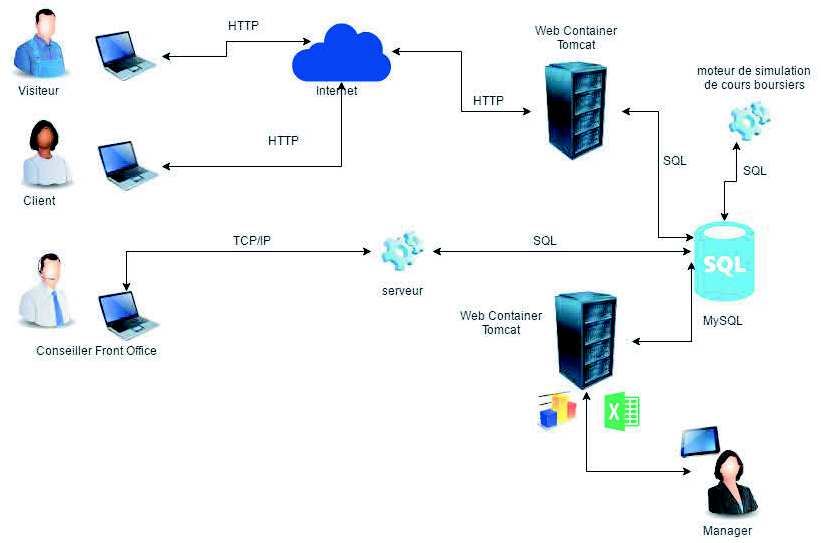 HTTP
Web Container
Tomcat
Visiteur
Internet
moteur de simulation
de cours boursiers
HTTP
HTTP
SQL
SQL
Client
TCP/IP
SQL
SQL
serveur
Web Container
Tomcat
MySQL
Conseiller Front Office
X
Manager